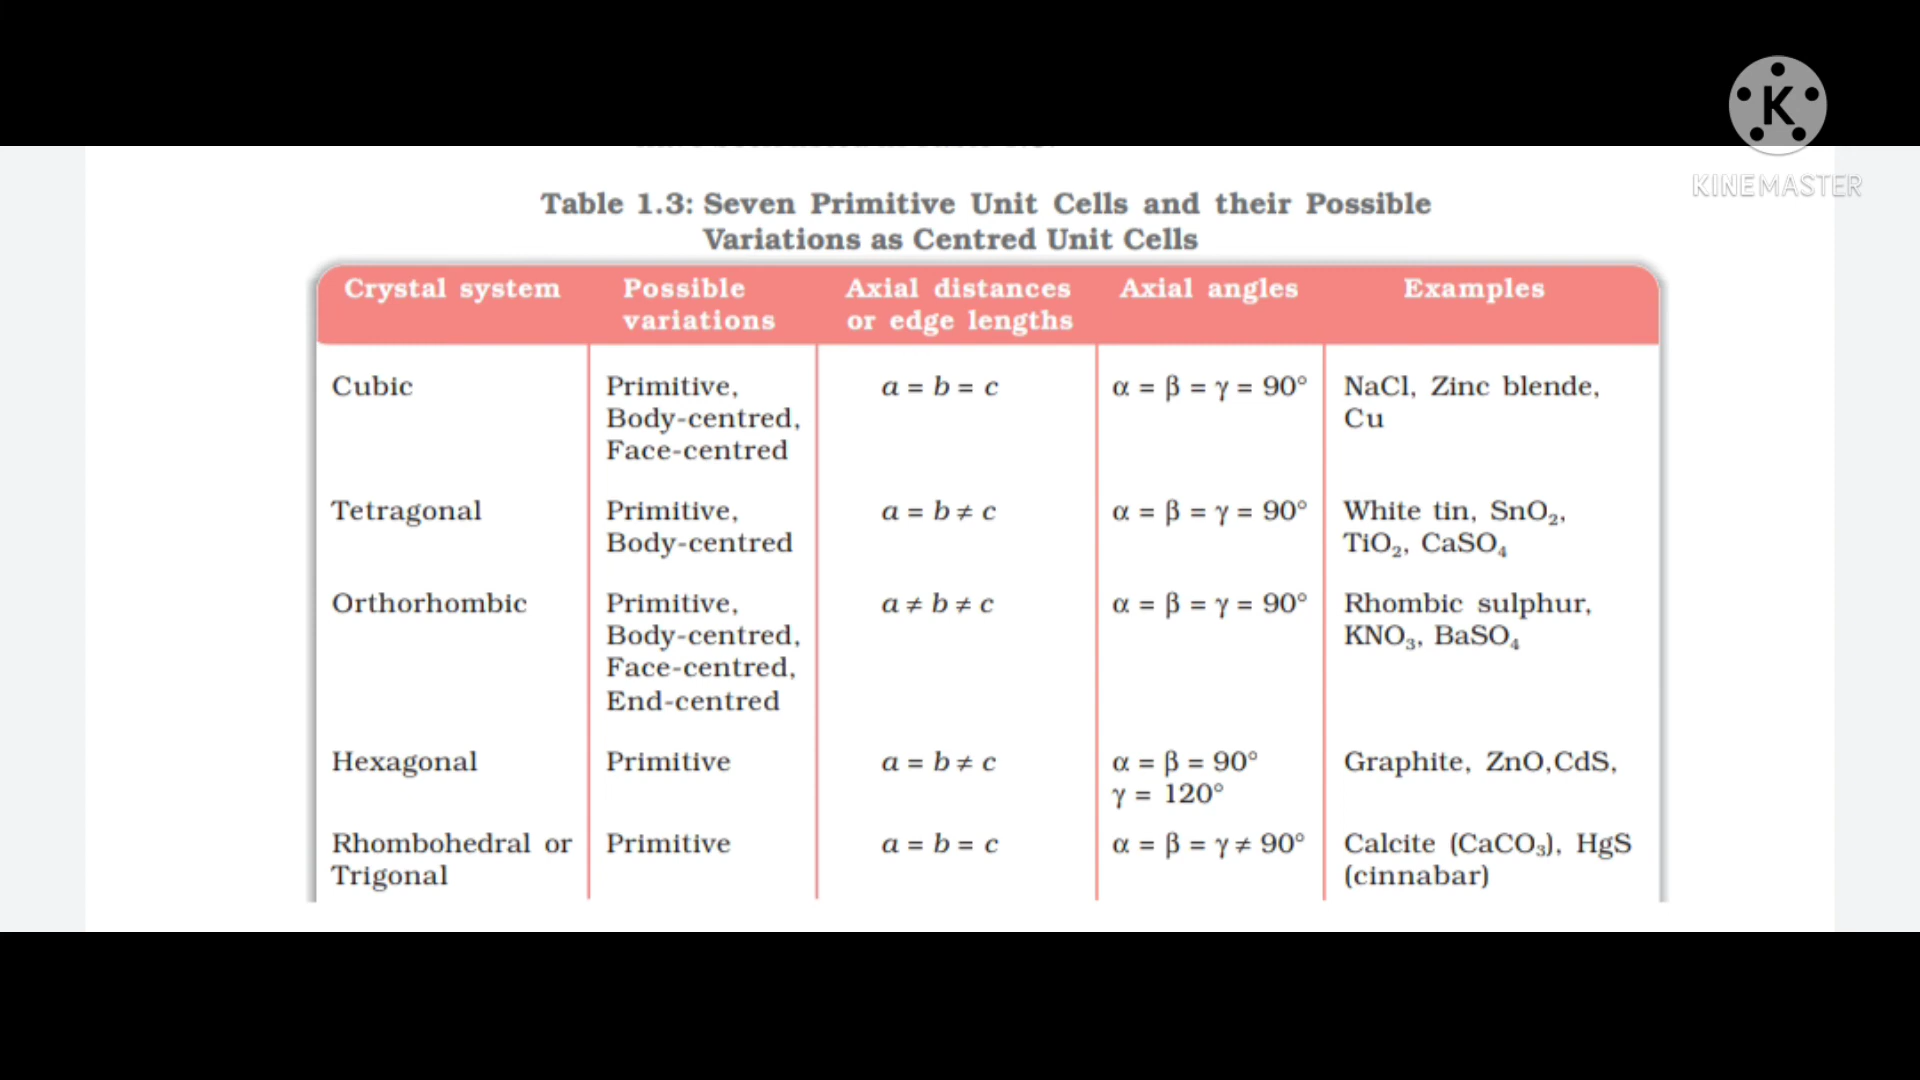 K
KINEMASTER
Table 1.3: Seven Primitive Unit Cells and their Possible
Variations as Centred Unit Cells
Crystal system Possible variations Axial distances or edge lengths Axial angles Examples
Cubic Primitive, a = b = c α = β = γ = 90° NaCl, Zinc blende,
Body-centred, Cu
Face-centred
Tetragonal Primitive, a = b ≠ c α = β = γ = 90° White tin, SnO₂,
Body-centred TiO₂, CaSO₄
Orthorhombic Primitive, a ≠ b ≠ c α = β = γ = 90° Rhombic sulphur,
Body-centred, KNO₃, BaSO₄
Face-centred,
End-centred
Hexagonal Primitive a = b ≠ c α = β = 90° Graphite, ZnO,CdS,
γ = 120°
Rhombohedral or Primitive a = b = c α = β = γ ≠ 90° Calcite (CaCO₃), HgS
Trigonal (cinnabar)